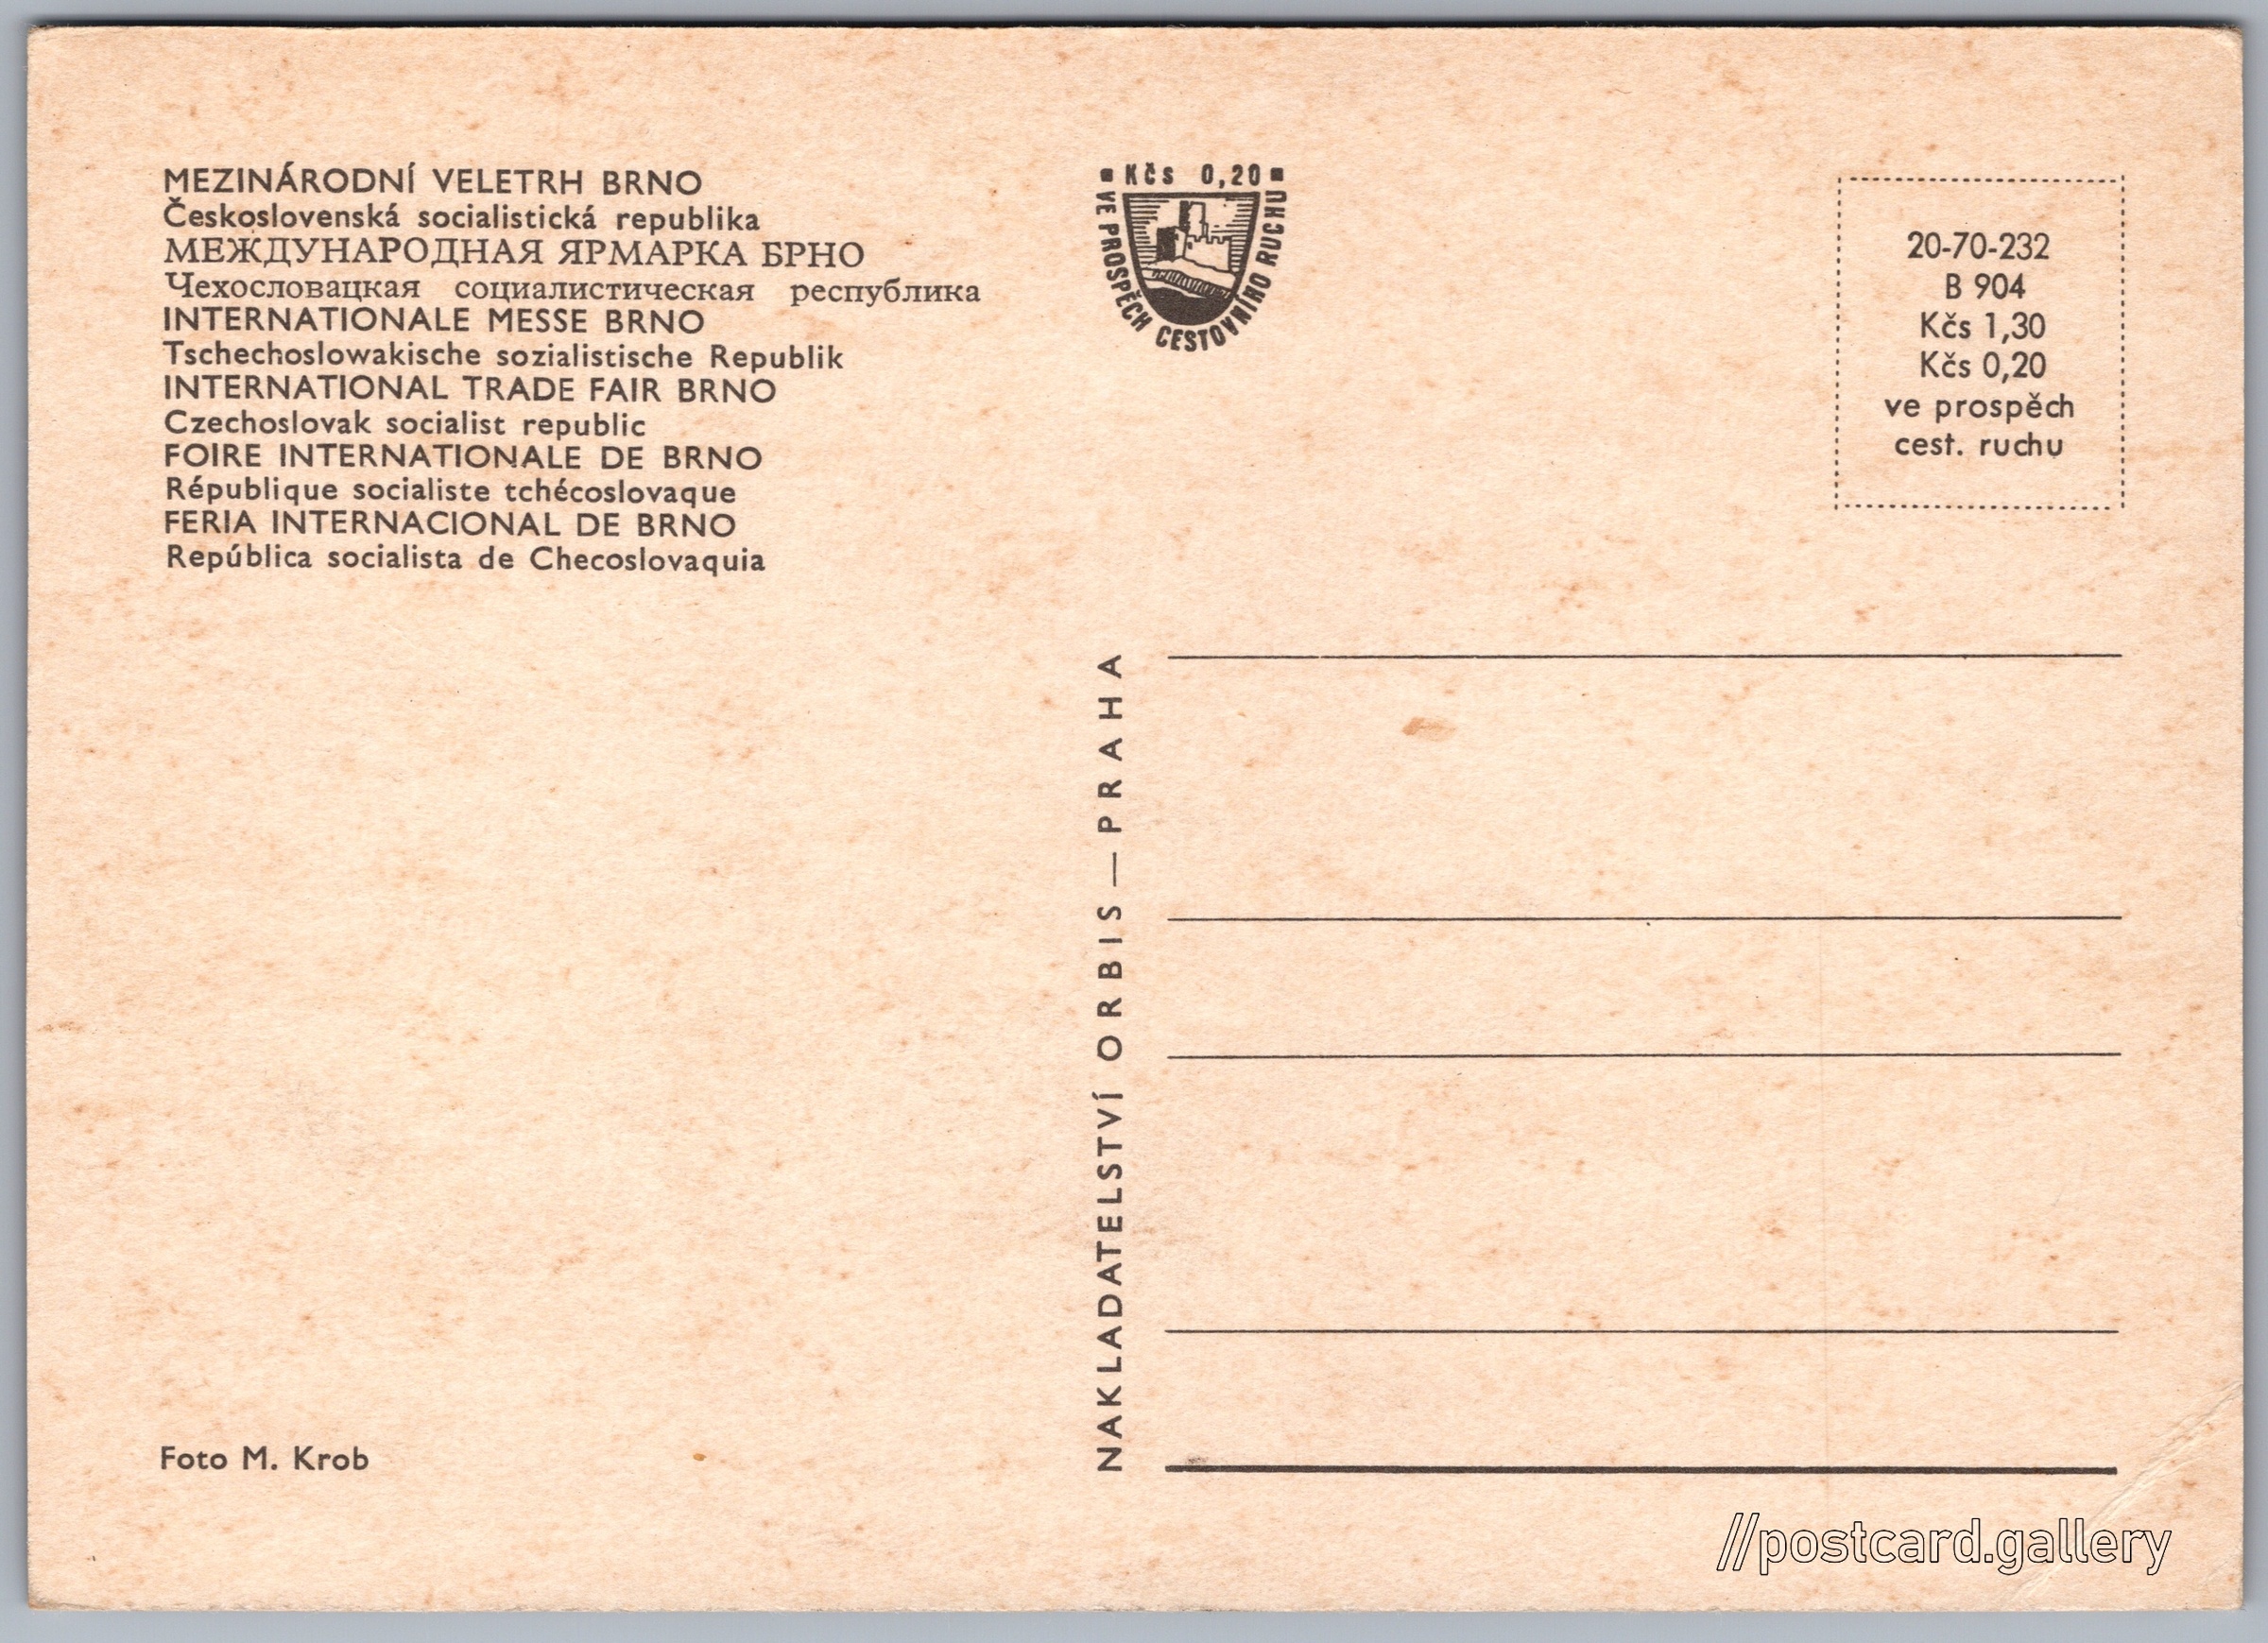 MEZINÁRODNÍ VELETRH BRNO
Československá socialistická republika
МЕЖДУНАРОДНАЯ ЯРМАРКА БРНО
Чехословацкая социалистическая республика
INTERNATIONALE MESSE BRNO
Tschechoslowakische sozialistische Republik
INTERNATIONAL TRADE FAIR BRNO
Czechoslovak socialist republic
FOIRE INTERNATIONALE DE BRNO
République socialiste tchécoslovaque
FERIA INTERNACIONAL DE BRNO
República socialista de Checoslovaquia
Foto M. Krob
Kčs 0,20
VE PROSPĚCH CESTOVNÍHO RUCHU
NAKLADATELSTVÍ ORBIS — PRAHA
20-70-232
B 904
Kčs 1,30
Kčs 0,20
ve prospěch
cest. ruchu
//postcard.gallery